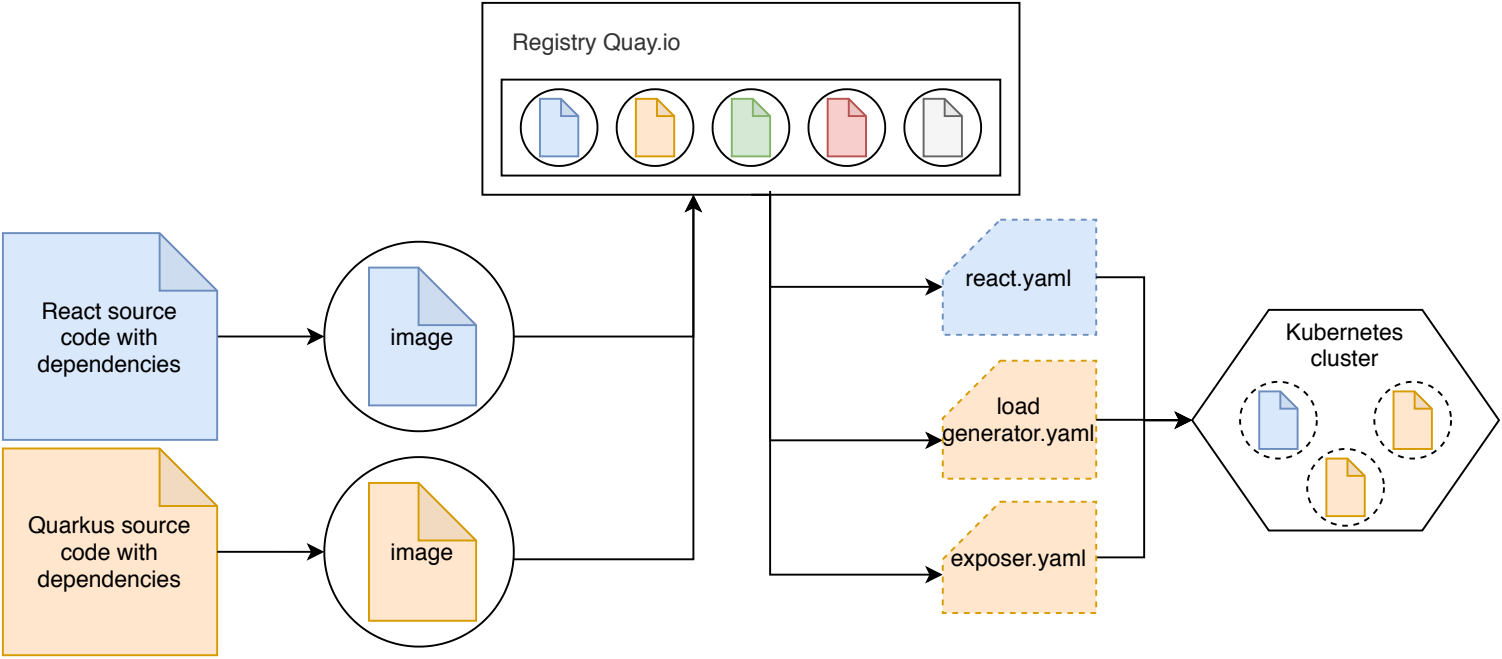 Registry Quay.io
React source
code with
dependencies
image
Quarkus source
code with
dependencies
image
react.yaml
load
generator.yaml
exposer.yaml
Kubernetes
cluster